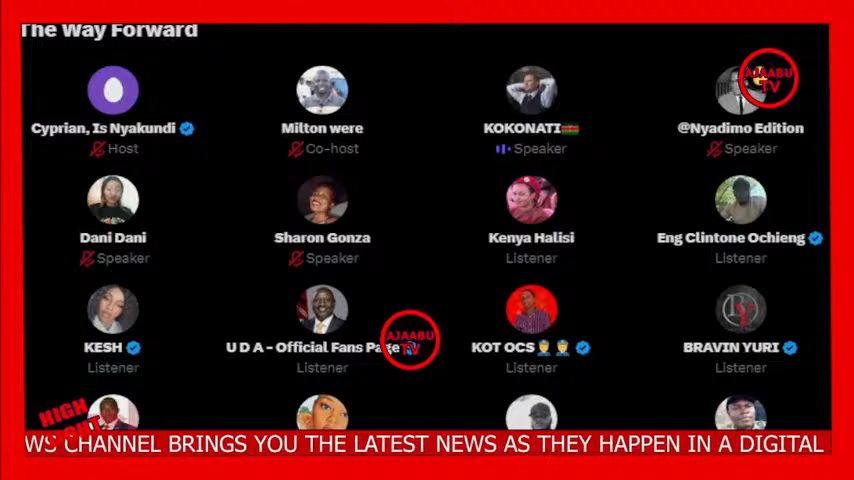 The Way Forward
Cyprian, Is Nyakundi
Host
Milton were
Co-host
KOKONATI
Speaker
@Nyadimo Edition
Speaker
AJAABU
TV
Dani Dani
Speaker
Sharon Gonza
Speaker
Kenya Halisi
Listener
Eng Clintone Ochieng
Listener
KESH
Listener
U D A - Official Fans Page
Listener
AJAABU
TV
KOT OCS
Listener
BRAVIN YURI
Listener
HIGH
WS CHANNEL BRINGS YOU THE LATEST NEWS AS THEY HAPPEN IN A DIGITAL